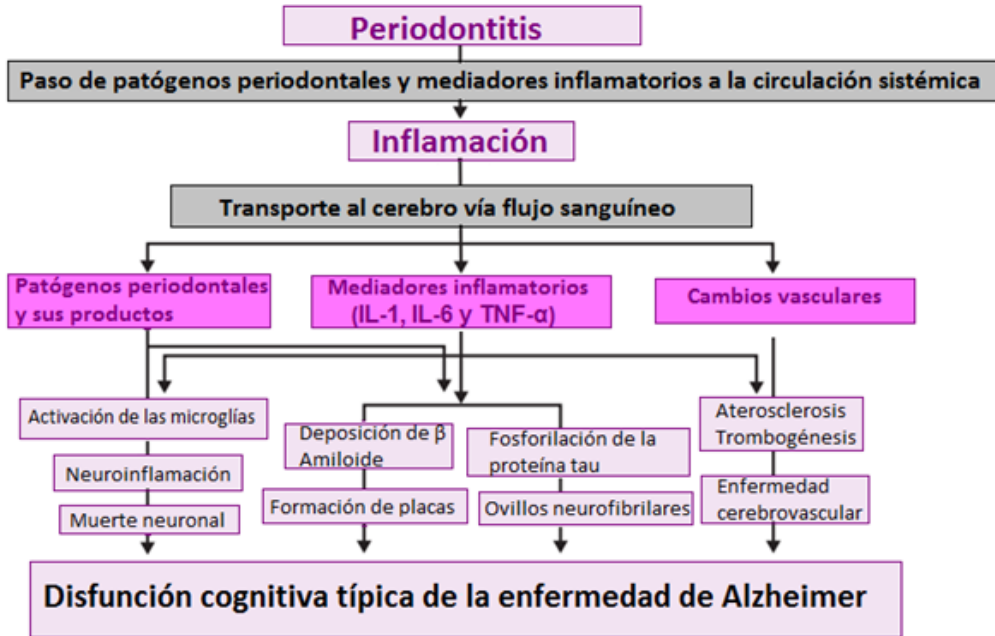 Periodontitis
Paso de patógenos periodontales y mediadores inflamatorios a la circulación sistémica
Inflamación
Transporte al cerebro vía flujo sanguíneo
Patógenos periodontales
y sus productos
Mediadores inflamatorios
(IL-1, IL-6 y TNF-α)
Cambios vasculares
Activación de las microglías
Neuroinflamación
Muerte neuronal
Deposición de β
Amiloide
Formación de placas
Fosforilación de la
proteína tau
Ovillos neurofibrilares
Aterosclerosis
Trombogénesis
Enfermedad
cerebrovascular
Disfunción cognitiva típica de la enfermedad de Alzheimer